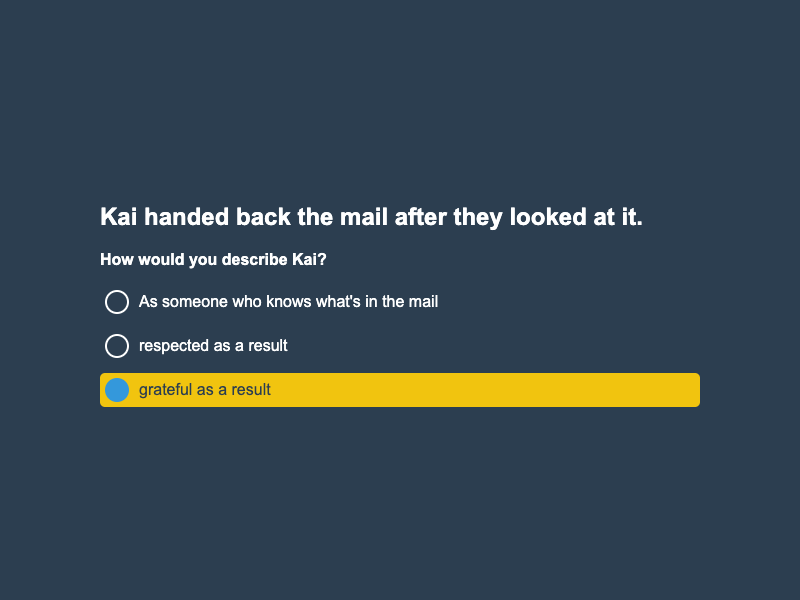 Kai handed back the mail after they looked at it.
How would you describe Kai?
As someone who knows what's in the mail
respected as a result
grateful as a result